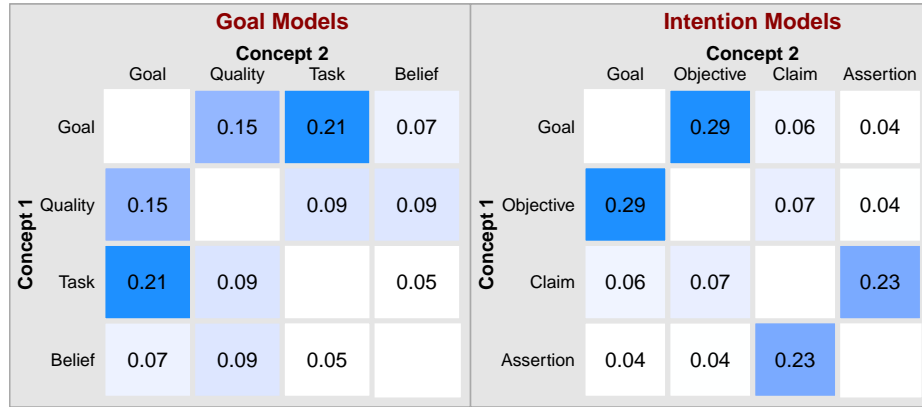 Goal Models
Concept 2
Goal Quality Task Belief
Concept 1
Goal 0.15 0.21 0.07
Quality 0.15 0.09 0.09
Task 0.21 0.09 0.05
Belief 0.07 0.09 0.05
Intention Models
Concept 2
Goal Objective Claim Assertion
Concept 1
Goal 0.29 0.06 0.04
Objective 0.29 0.07 0.04
Claim 0.06 0.07 0.23
Assertion 0.04 0.04 0.23